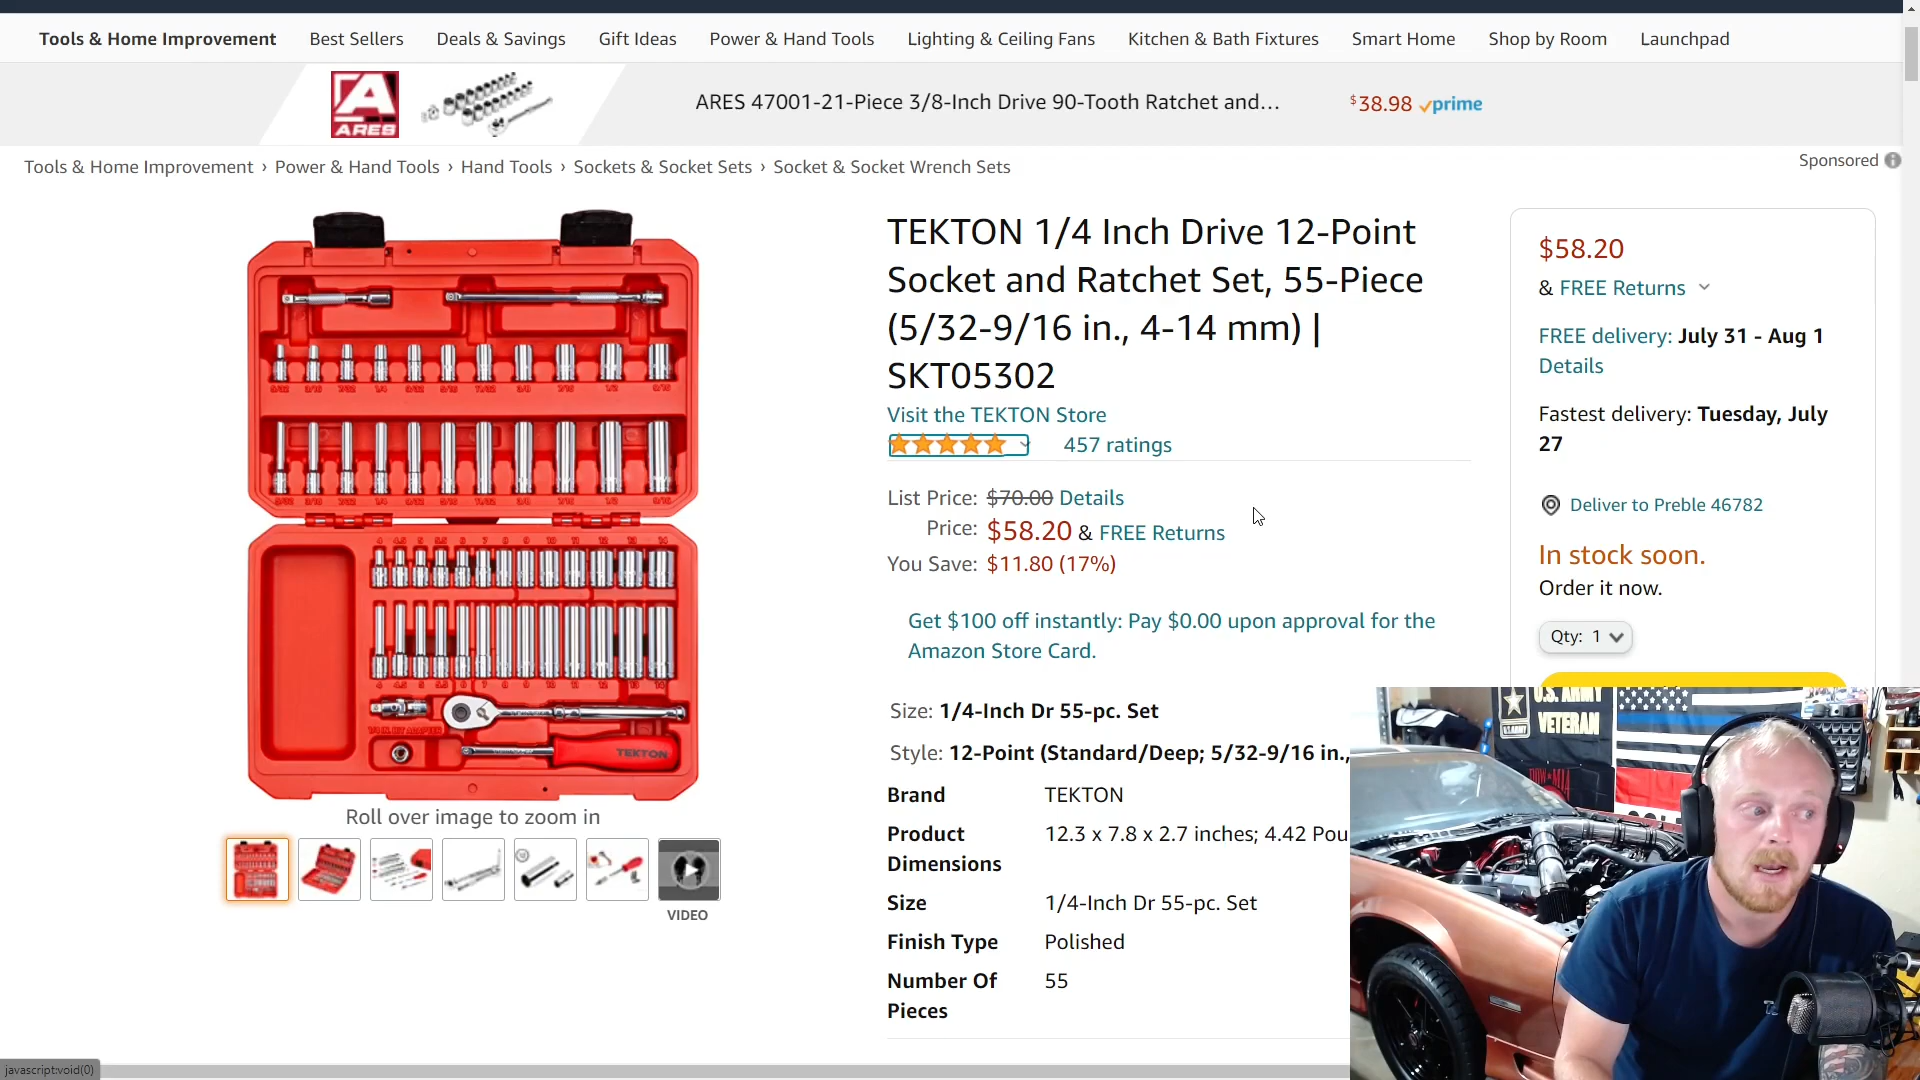 Tools & Home Improvement Best Sellers Deals & Savings Gift Ideas Power & Hand Tools Lighting & Ceiling Fans Kitchen & Bath Fixtures Smart Home Shop by Room Launchpad
ARES
ARES 47001-21-Piece 3/8-Inch Drive 90-Tooth Ratchet and... $38.98 prime
Tools & Home Improvement › Power & Hand Tools › Hand Tools › Sockets & Socket Sets › Socket & Socket Wrench Sets
Sponsored
TEKTON 1/4 Inch Drive 12-Point
Socket and Ratchet Set, 55-Piece
(5/32-9/16 in., 4-14 mm) |
SKT05302
Visit the TEKTON Store
457 ratings
List Price: $70.00 Details
Price: $58.20 & FREE Returns
You Save: $11.80 (17%)
Get $100 off instantly: Pay $0.00 upon approval for the
Amazon Store Card.
Size: 1/4-Inch Dr 55-pc. Set
Style: 12-Point (Standard/Deep; 5/32-9/16 in.,
Brand TEKTON
Product Dimensions 12.3 x 7.8 x 2.7 inches; 4.42 Pou
Size 1/4-Inch Dr 55-pc. Set
Finish Type Polished
Number Of Pieces 55
$58.20
& FREE Returns
FREE delivery: July 31 - Aug 1
Details
Fastest delivery: Tuesday, July
27
Deliver to Preble 46782
In stock soon.
Order it now.
Qty: 1
TEKTON
Roll over image to zoom in
VIDEO
U.S. ARMY
VETERAN
POW★MIA
javascript:void(0)